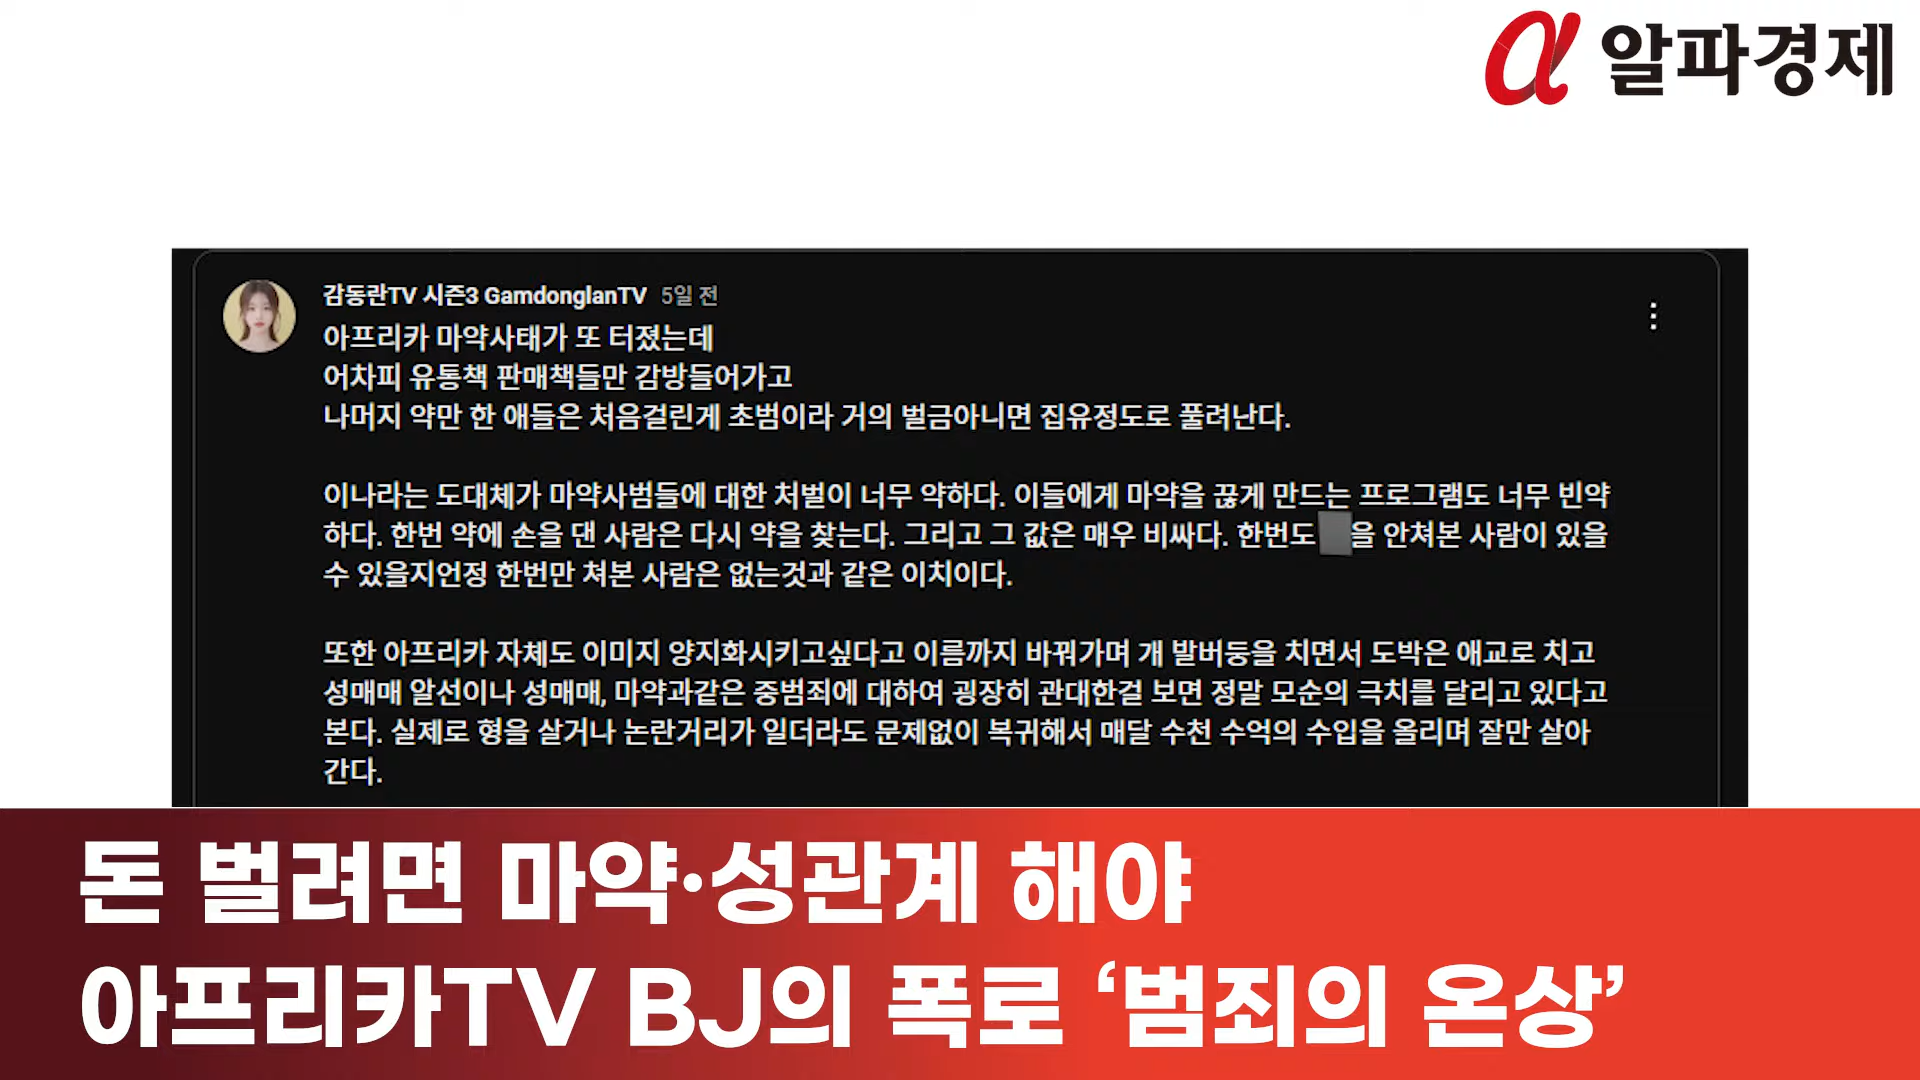 알파경제
감동란TV 시즌3 GamdonglanTV 5일 전
아프리카 마약사태가 또 터졌는데
어차피 유통책 판매책들만 감방들어가고
나머지 약만 한 애들은 처음걸린게 초범이라 거의 벌금아니면 집유정도로 풀려난다.
이나라는 도대체가 마약사범들에 대한 처벌이 너무 약하다. 이들에게 마약을 끊게 만드는 프로그램도 너무 빈약
하다. 한번 약에 손을 댄 사람은 다시 약을 찾는다. 그리고 그 값은 매우 비싸다. 한번도 을 안쳐본 사람이 있을
수 있을지언정 한번만 쳐본 사람은 없는것과 같은 이치이다.
또한 아프리카 자체도 이미지 양지화시키고싶다고 이름까지 바꿔가며 개 발버둥을 치면서 도박은 애교로 치고
성매매 알선이나 성매매, 마약과같은 중범죄에 대하여 굉장히 관대한걸 보면 정말 모순의 극치를 달리고 있다고
본다. 실제로 형을 살거나 논란거리가 일더라도 문제없이 복귀해서 매달 수천 수억의 수입을 올리며 잘만 살아
간다.
돈 벌려면 마약·성관계 해야
아프리카TV BJ의 폭로 ‘범죄의 온상’